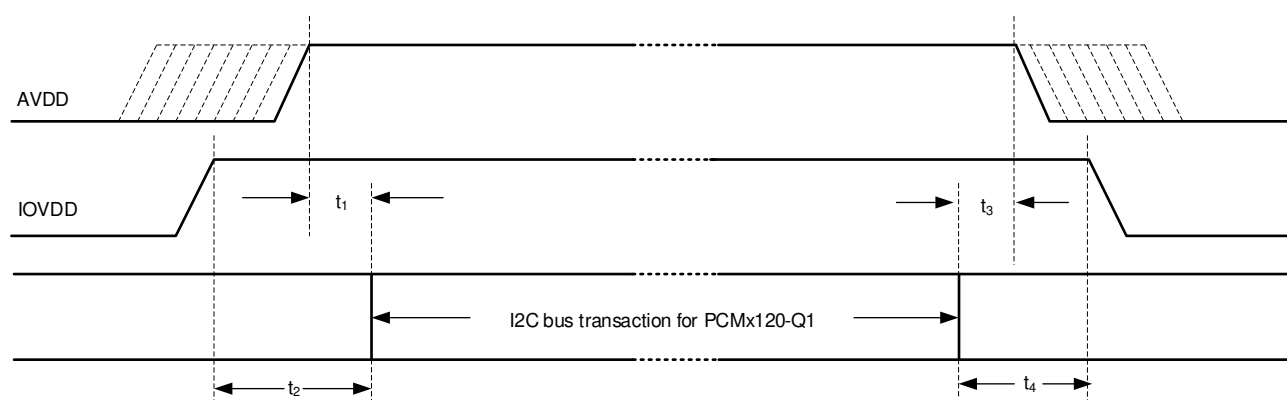 AVDD
IOVDD
t1
t3
I2C bus transaction for PCMx120-Q1
t2
t4